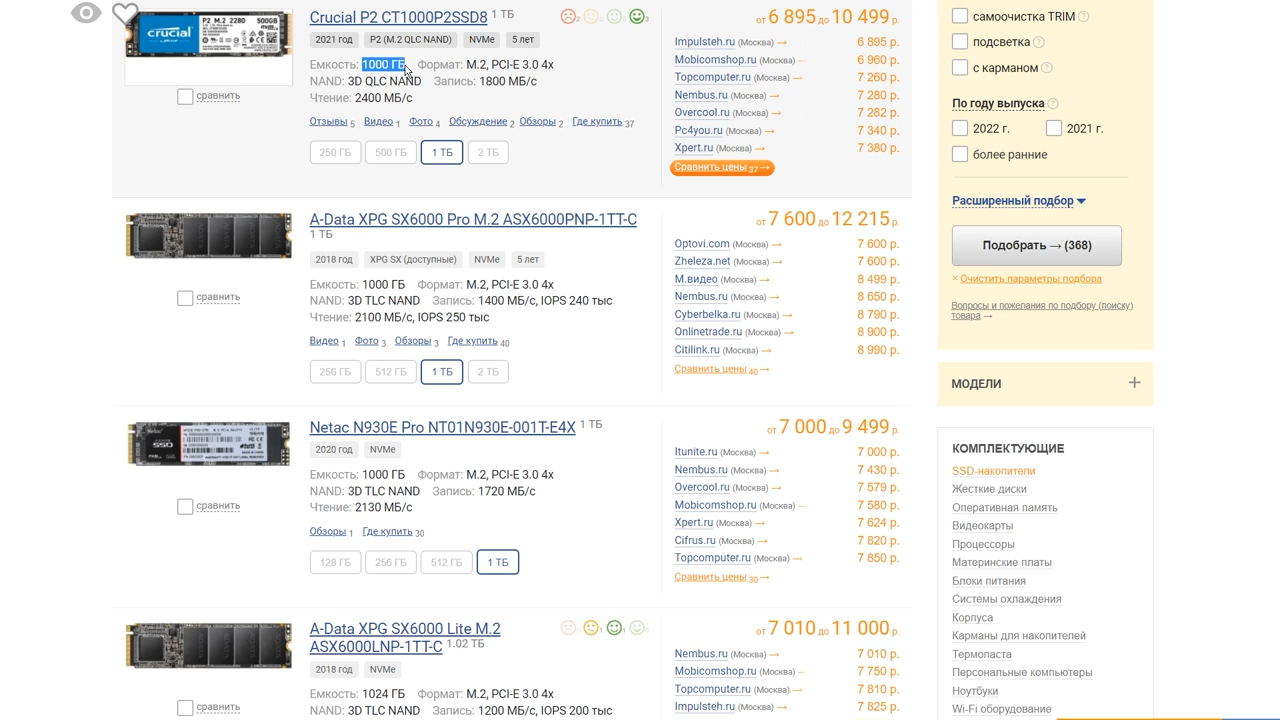 Crucial P2 CT1000P2SSD8 1 ТБ
от 6 895 до 10 499 р.
Емкость: 1000 ГБ Формат: M.2, PCI-E 3.0 4x
NAND: 3D QLC NAND Запись: 1800 МБ/с
Чтение: 2400 МБ/с
Отзывы Видео 1 Фото 4 Обсуждение 2 Обзоры 2 Где купить 37
1 ТБ 2 ТБ
сравнить
crucial P2 M.2 2280 500GB
6 895 р.
Mobicomshop.ru (Москва) 6 960 р.
Topcomputer.ru (Москва) → 7 260 р.
Nembus.ru (Москва) → 7 280 р.
Overcool.ru (Москва) → 7 282 р.
Pc4you.ru (Москва) → 7 340 р.
Xpert.ru (Москва) → 7 380 р.
Сравнить цены 37 →
A-Data XPG SX6000 Pro M.2 ASX6000PNP-1TT-C
1 ТБ
2018 год XPG SX (доступные) NVMe 5 лет
Емкость: 1000 ГБ Формат: M.2, PCI-E 3.0 4x
NAND: 3D TLC NAND Запись: 1400 МБ/с, IOPS 240 тыс
Чтение: 2100 МБ/с, IOPS 250 тыс
Видео 1 Фото 3 Обзоры 3 Где купить 40
256 ГБ 512 ГБ 1 ТБ 2 ТБ
сравнить
от 7 600 до 12 215 р.
Optovi.com (Москва) → 7 600 р.
Zheleza.net (Москва) → 7 600 р.
М.видео (Москва) → 8 499 р.
Nembus.ru (Москва) → 8 650 р.
Cyberbelka.ru (Москва) → 8 790 р.
Onlinetrade.ru (Москва) → 8 900 р.
Citilink.ru (Москва) → 8 990 р.
Сравнить цены 40 →
Netac N930E Pro NT01N930E-001T-E4X 1 ТБ
Емкость: 1000 ГБ Формат: M.2, PCI-E 3.0 4x
NAND: 3D TLC NAND Запись: 1720 МБ/с
Чтение: 2130 МБ/с
Обзоры 1 Где купить 30
128 ГБ 256 ГБ 512 ГБ 1 ТБ
сравнить
от 7 000 до 9 499 р.
(Москва) → 7 000 р.
Nembus.ru (Москва) → 7 430 р.
Overcool.ru (Москва) → 7 579 р.
Mobicomshop.ru (Москва) 7 580 р.
Xpert.ru (Москва) → 7 624 р.
Cifrus.ru (Москва) → 7 820 р.
Topcomputer.ru (Москва) → 7 850 р.
Сравнить цены 30 →
A-Data XPG SX6000 Lite M.2
ASX6000LNP-1TT-C 1.02 ТБ
2018 год NVMe
Емкость: 1024 ГБ Формат: M.2, PCI-E 3.0 4x
NAND: 3D TLC NAND Запись: 1200 МБ/с, IOPS 200 тыс
сравнить
от 7 010 до 11 000 р.
Nembus.ru (Москва) → 7 010 р.
Mobicomshop.ru (Москва) → 7 750 р.
Topcomputer.ru (Москва) → 7 810 р.
Impulsteh.ru (Москва) → 7 825 р.
самоочистка TRIM
подсветка
с карманом
По году выпуска
2022 г. 2021 г.
более ранние
Расширенный подбор
Подобрать → (368)
× Очистить параметры подбора
Вопросы и пожелания по подбору (поиску)
товара →
МОДЕЛИ +
КОМПЛЕКТУЮЩИЕ
SSD-накопители
Жесткие диски
Оперативная память
Видеокарты
Процессоры
Материнские платы
Блоки питания
Системы охлаждения
Корпуса
Карманы для накопителей
Термопаста
Персональные компьютеры
Ноутбуки
Wi-Fi оборудование